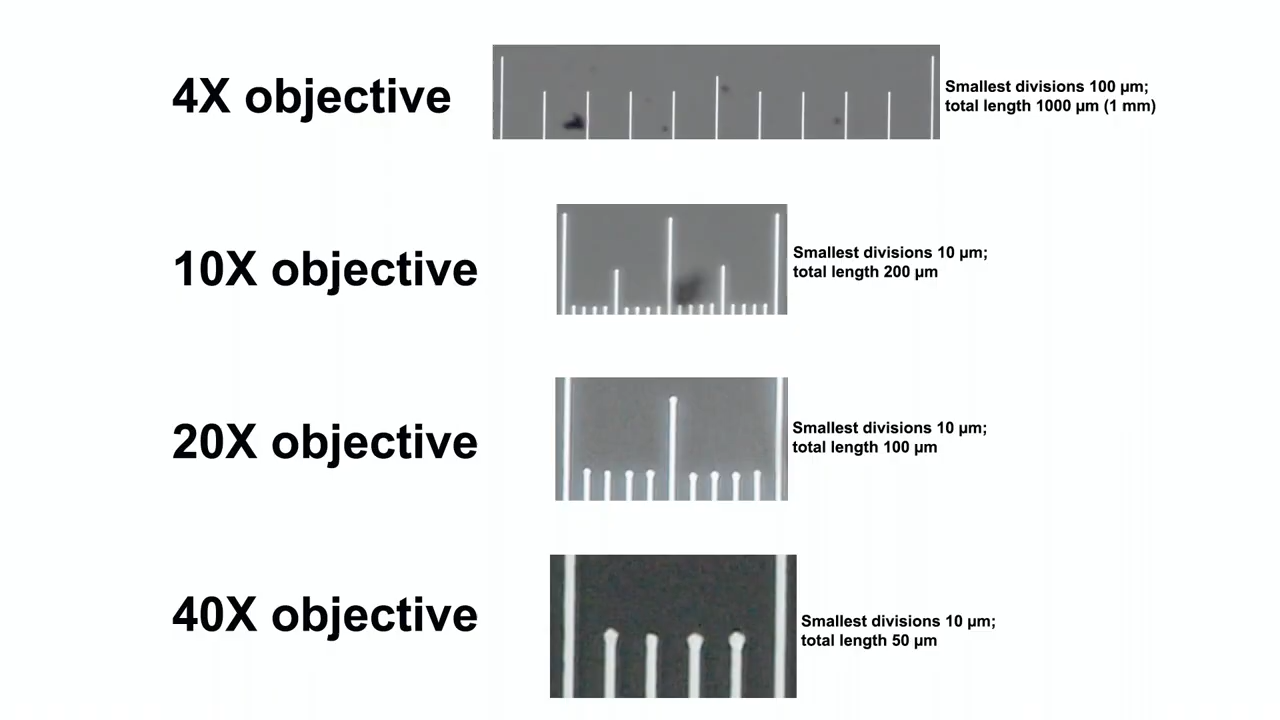 4X objective
Smallest divisions 100 µm;
total length 1000 µm (1 mm)
10X objective
Smallest divisions 10 µm;
total length 200 µm
20X objective
Smallest divisions 10 µm;
total length 100 µm
40X objective
Smallest divisions 10 µm;
total length 50 µm